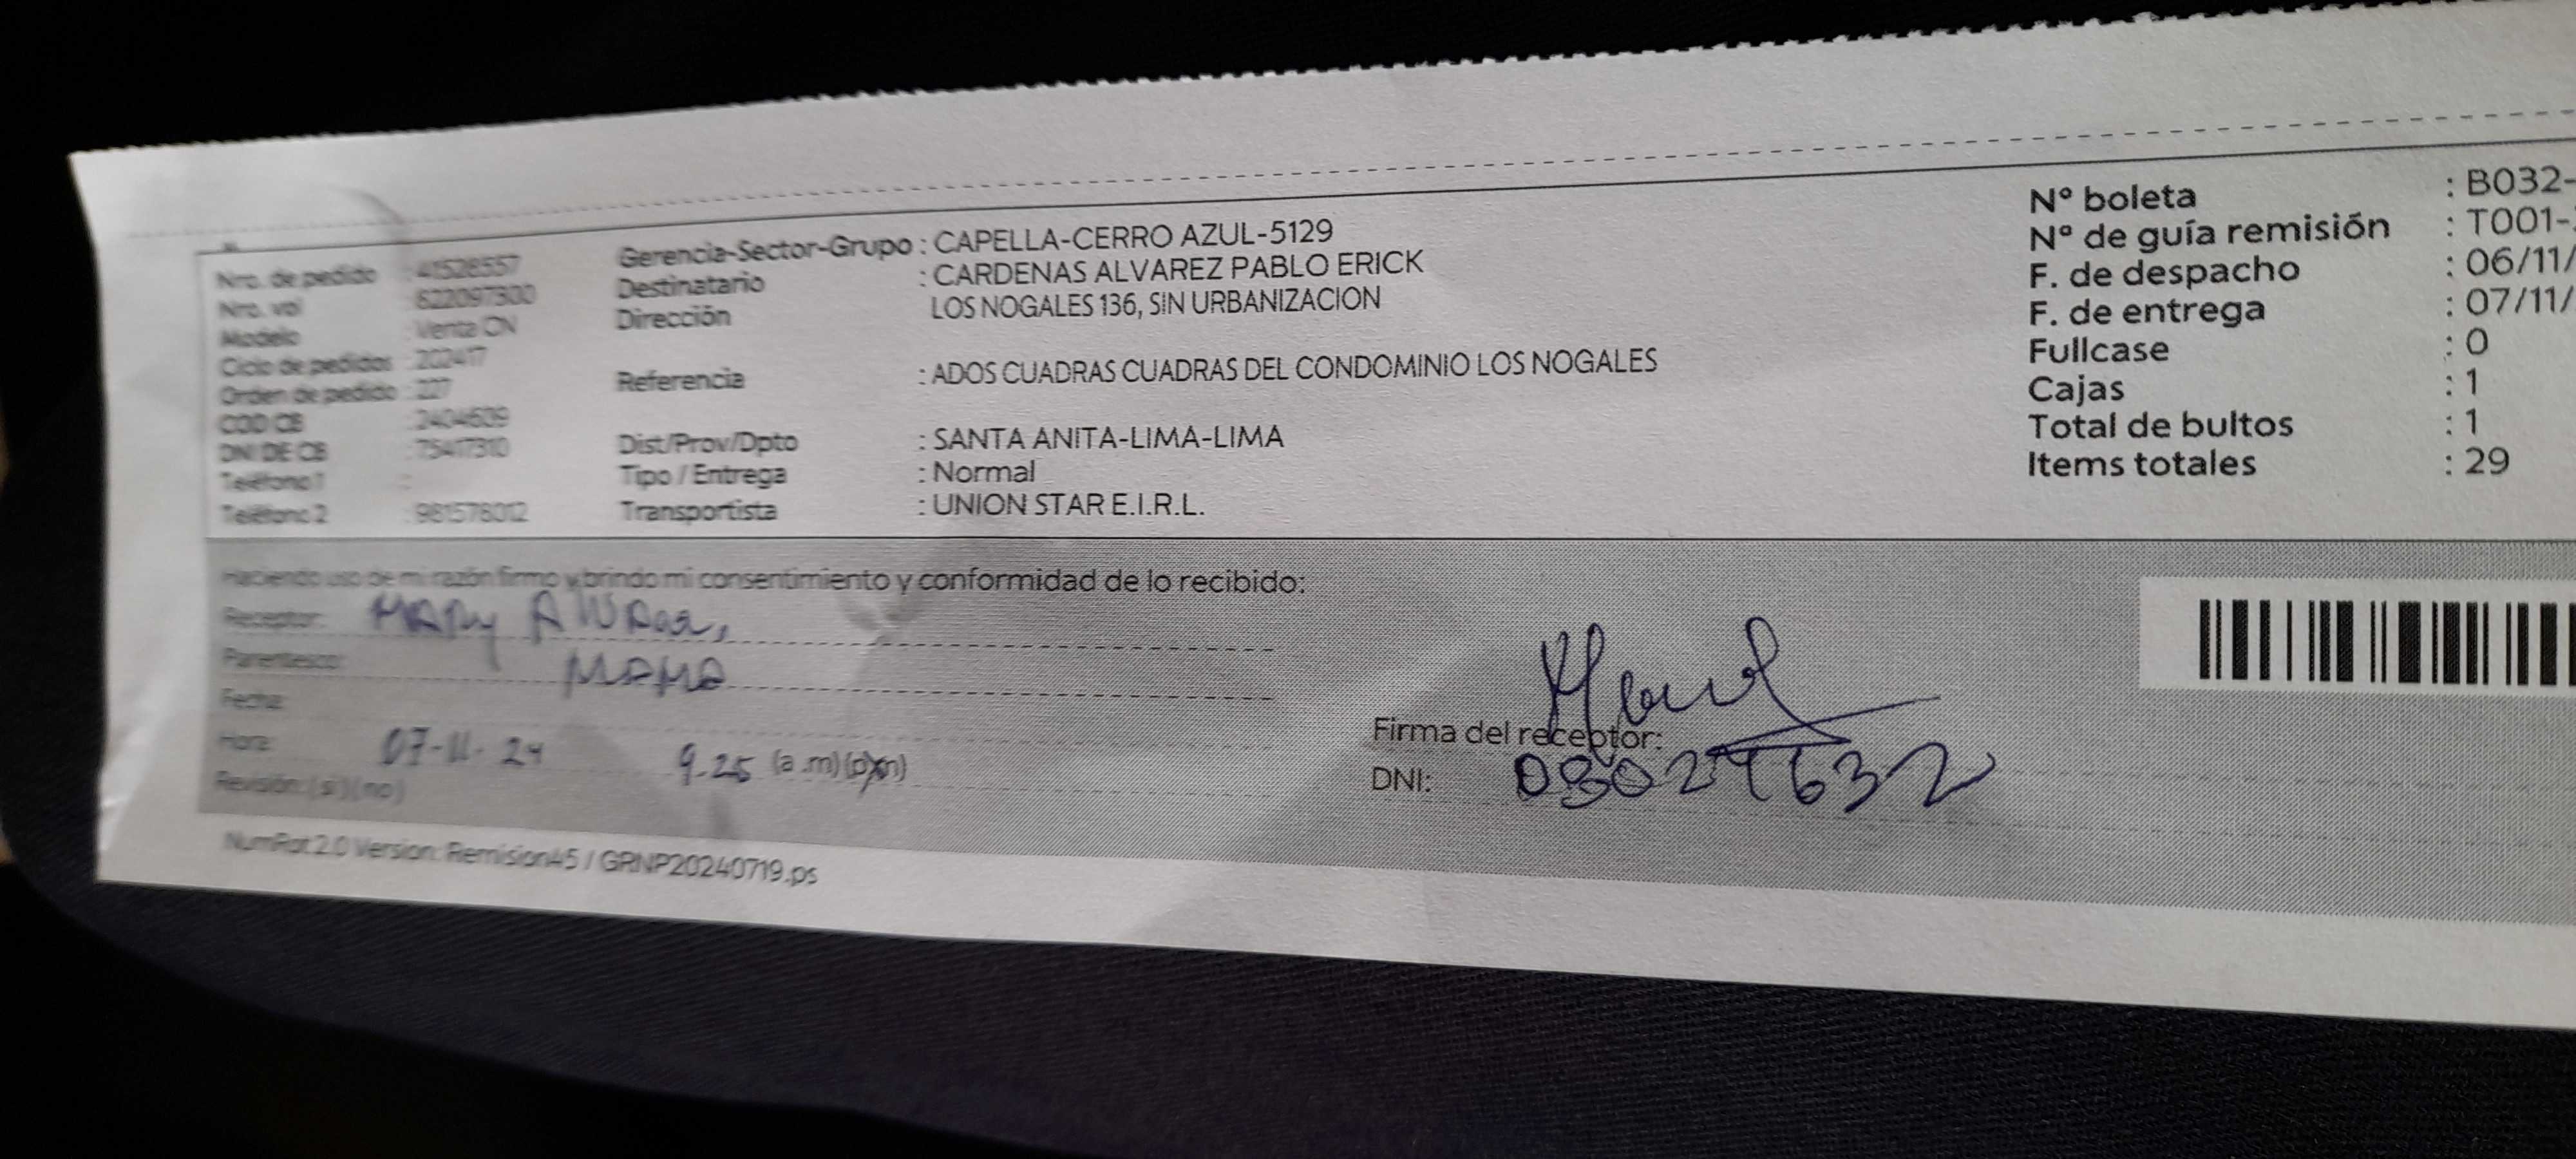 Nro. de pedido : 41528557
Nro. vol : 822097300
Modelo : Venta CN
Ciclo de pedidos : 202417
Orden de pedido : 227
COD CB : 2404639
DNI DE CB : 75417310
Teléfono 1 :
Teléfono 2 : 981578012
Gerencia-Sector-Grupo : CAPELLA-CERRO AZUL-5129
Destinatario : CARDENAS ALVAREZ PABLO ERICK
Dirección LOS NOGALES 136, SIN URBANIZACION
Referencia : ADOS CUADRAS CUADRAS DEL CONDOMINIO LOS NOGALES
Dist/Prov/Dpto : SANTA ANITA-LIMA-LIMA
Tipo / Entrega : Normal
Transportista : UNION STAR E.I.R.L.
Nº boleta : B032-
Nº de guía remisión : T001-
F. de despacho : 06/11/
F. de entrega : 07/11/
Fullcase : 0
Cajas : 1
Total de bultos : 1
Items totales : 29
Haciendo uso de mi razón firmo y brindo mi consentimiento y conformidad de lo recibido:
Receptor: MARY
Parentesco: MAMA
Fecha:
Hora: 07-11-24 9.25 (a.m) (p.m)
Revisión: (si) (no)
Firma del receptor:
DNI:
NumRot 2.0 Version: Remision45 / GRNP20240719.ps